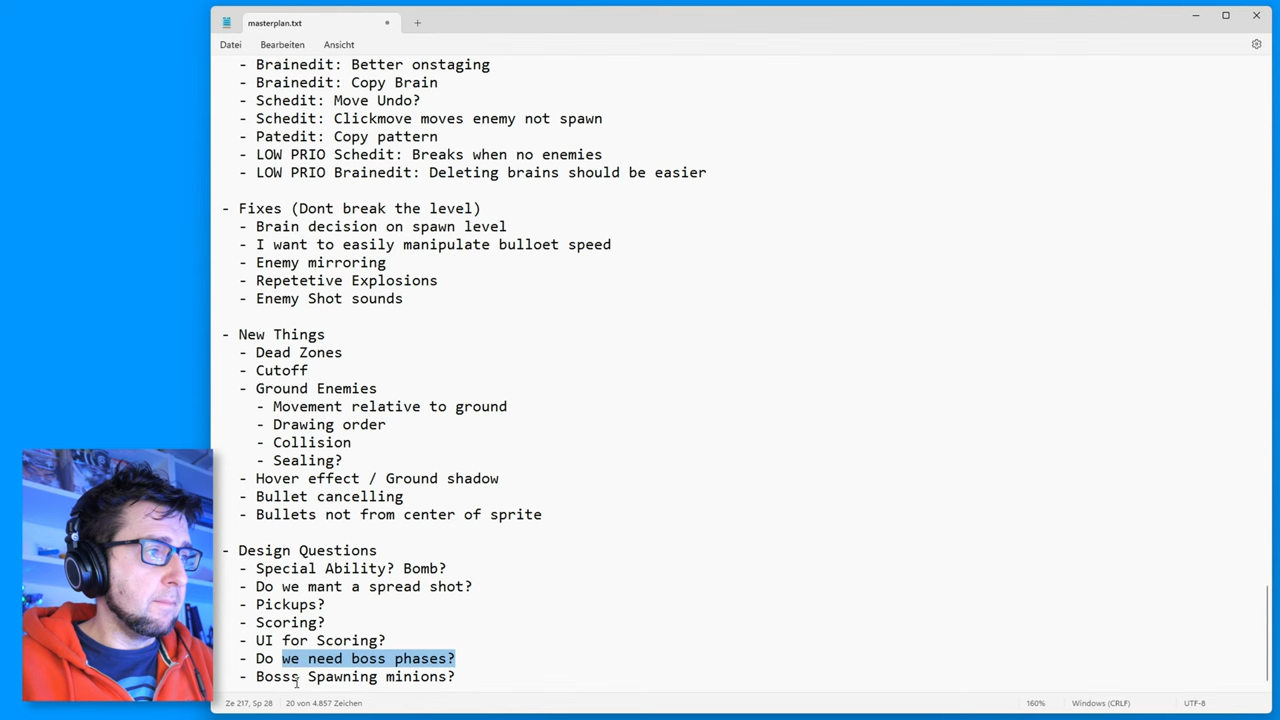 masterplan.txt
Datei Bearbeiten Ansicht
- Brainedit: Better onstaging
- Brainedit: Copy Brain
- Schedit: Move Undo?
- Schedit: Clickmove moves enemy not spawn
- Patedit: Copy pattern
- LOW PRIO Schedit: Breaks when no enemies
- LOW PRIO Brainedit: Deleting brains should be easier
- Fixes (Dont break the level)
- Brain decision on spawn level
- I want to easily manipulate bulloet speed
- Enemy mirroring
- Repetetive Explosions
- Enemy Shot sounds
- New Things
- Dead Zones
- Cutoff
- Ground Enemies
- Movement relative to ground
- Drawing order
- Collision
- Sealing?
- Hover effect / Ground shadow
- Bullet cancelling
- Bullets not from center of sprite
- Design Questions
- Special Ability? Bomb?
- Do we want a spread shot?
- Pickups?
- Scoring?
- UI for Scoring?
- Do we need boss phases?
- Bosss Spawning minions?
Ze 217, Sp 28 20 von 4.857 Zeichen 160% Windows (CRLF) UTF-8